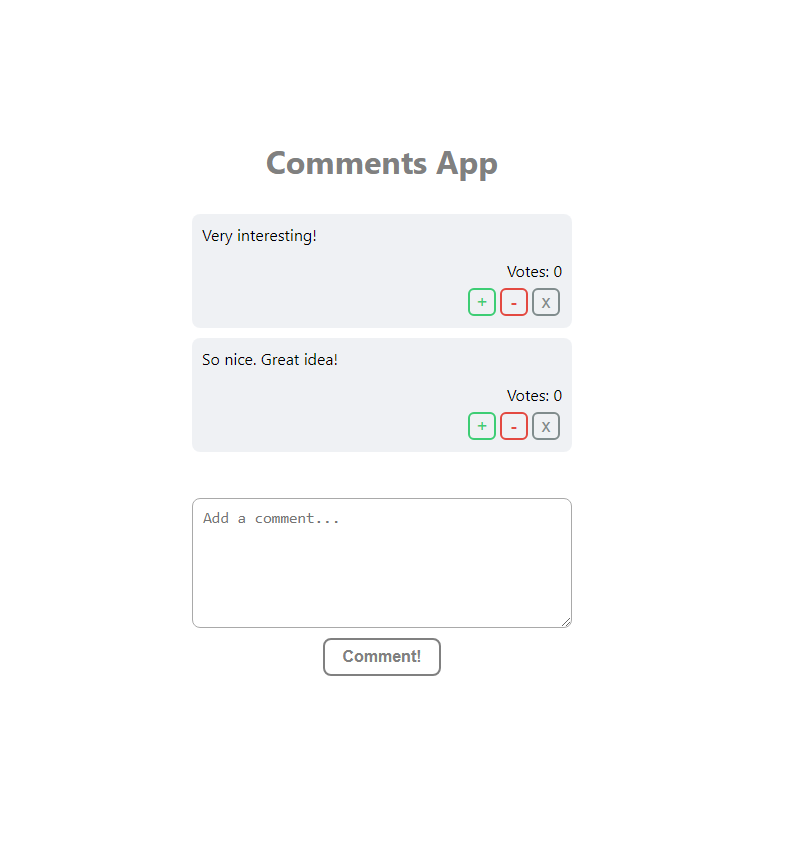 Comments App
Very interesting!
Votes: 0
+ - x
So nice. Great idea!
Votes: 0
+ - x
Add a comment...
Comment!